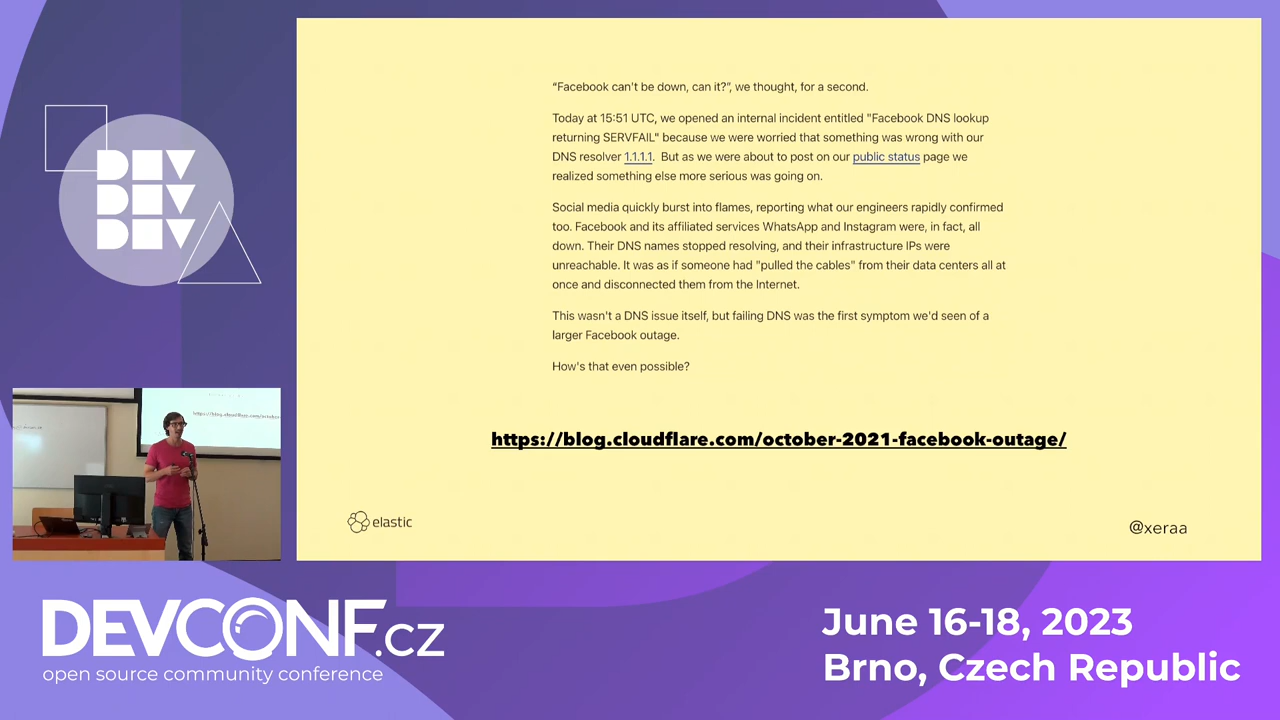 DEV
DEV
DEV
"Facebook can't be down, can it?", we thought, for a second.
Today at 15:51 UTC, we opened an internal incident entitled "Facebook DNS lookup
returning SERVFAIL" because we were worried that something was wrong with our
DNS resolver 1.1.1.1.  But as we were about to post on our public status page we
realized something else more serious was going on.
Social media quickly burst into flames, reporting what our engineers rapidly confirmed
too. Facebook and its affiliated services WhatsApp and Instagram were, in fact, all
down. Their DNS names stopped resolving, and their infrastructure IPs were
unreachable. It was as if someone had "pulled the cables" from their data centers all at
once and disconnected them from the Internet.
This wasn't a DNS issue itself, but failing DNS was the first symptom we'd seen of a
larger Facebook outage.
How's that even possible?
https://blog.cloudflare.com/october-2021-facebook-outage/
elastic
@xeraa
https://blog.cloudflare.com/october
DEVCONF.cz
open source community conference
June 16-18, 2023
Brno, Czech Republic